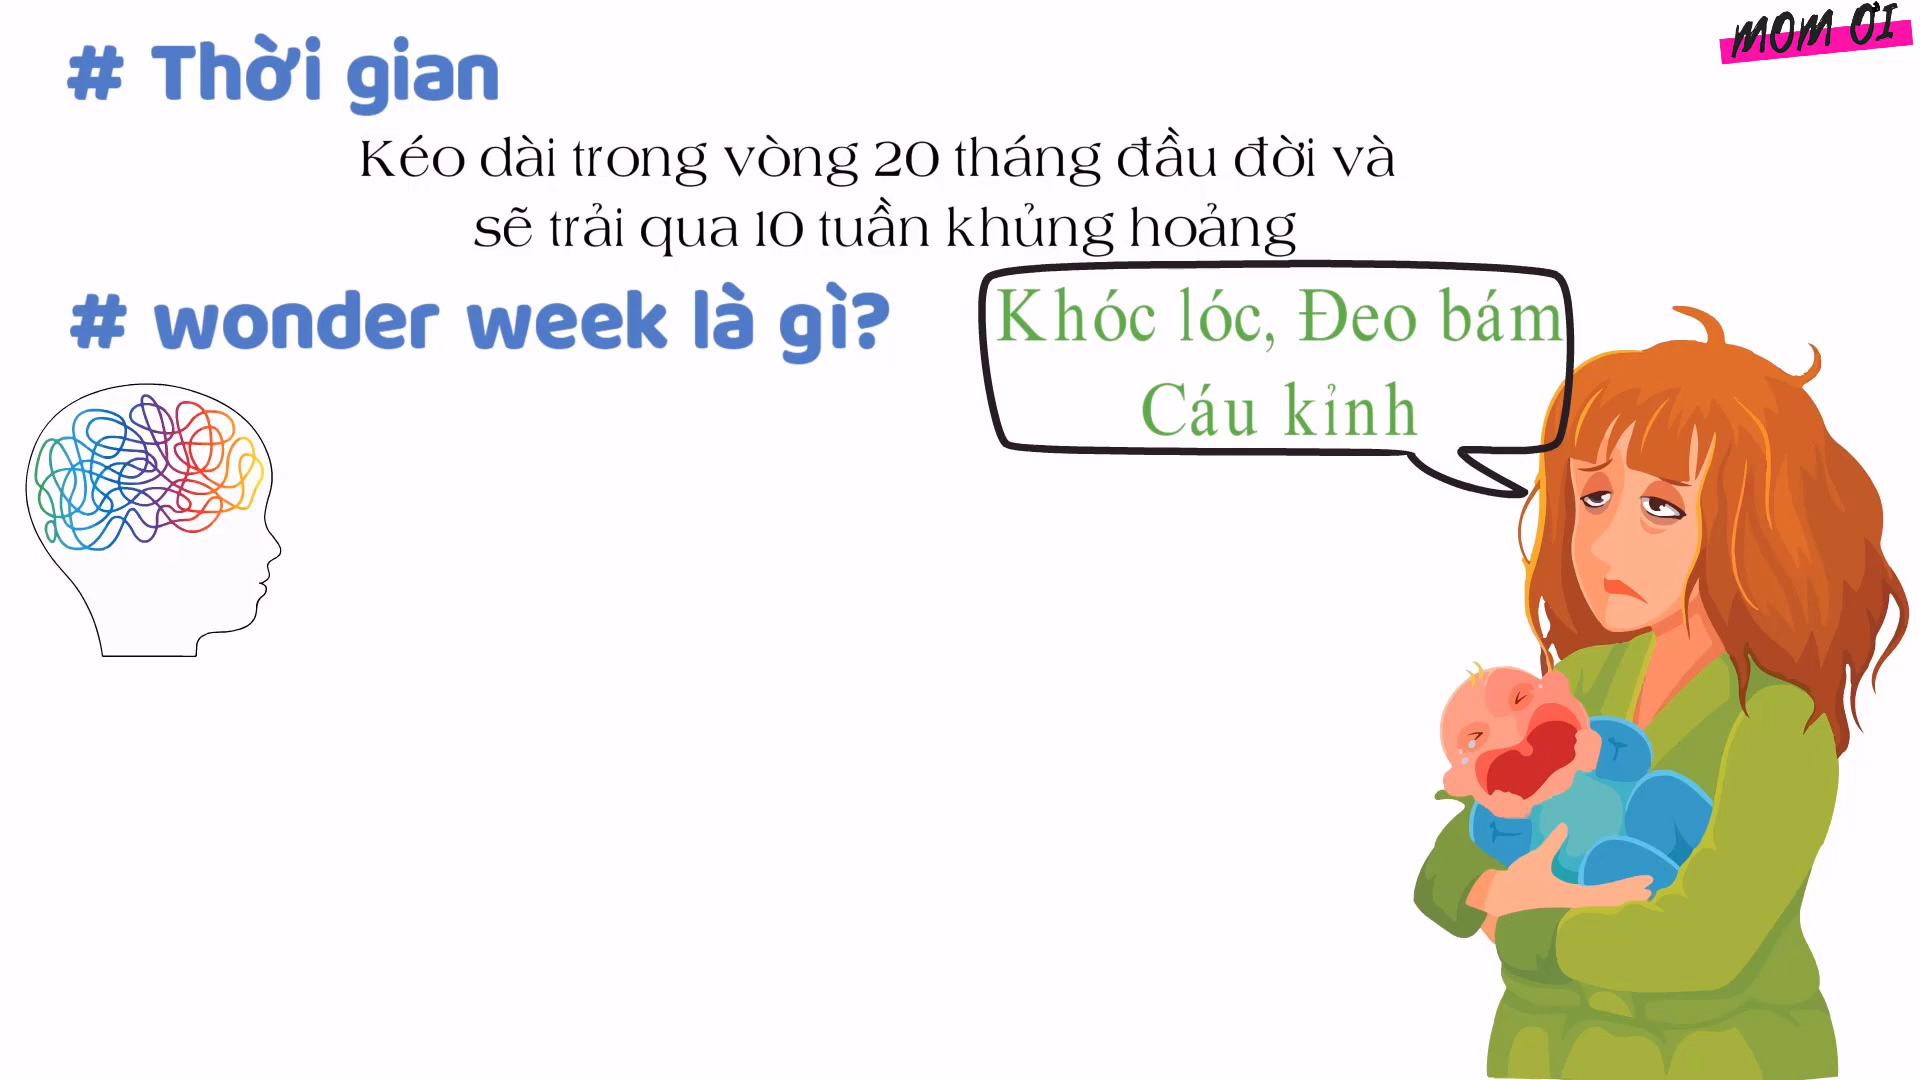 MOM ƠI
# Thời gian
Kéo dài trong vòng 20 tháng đầu đời và
sẽ trải qua 10 tuần khủng hoảng
# wonder week là gì?
Khóc lóc, Đeo bám
Cáu kỉnh